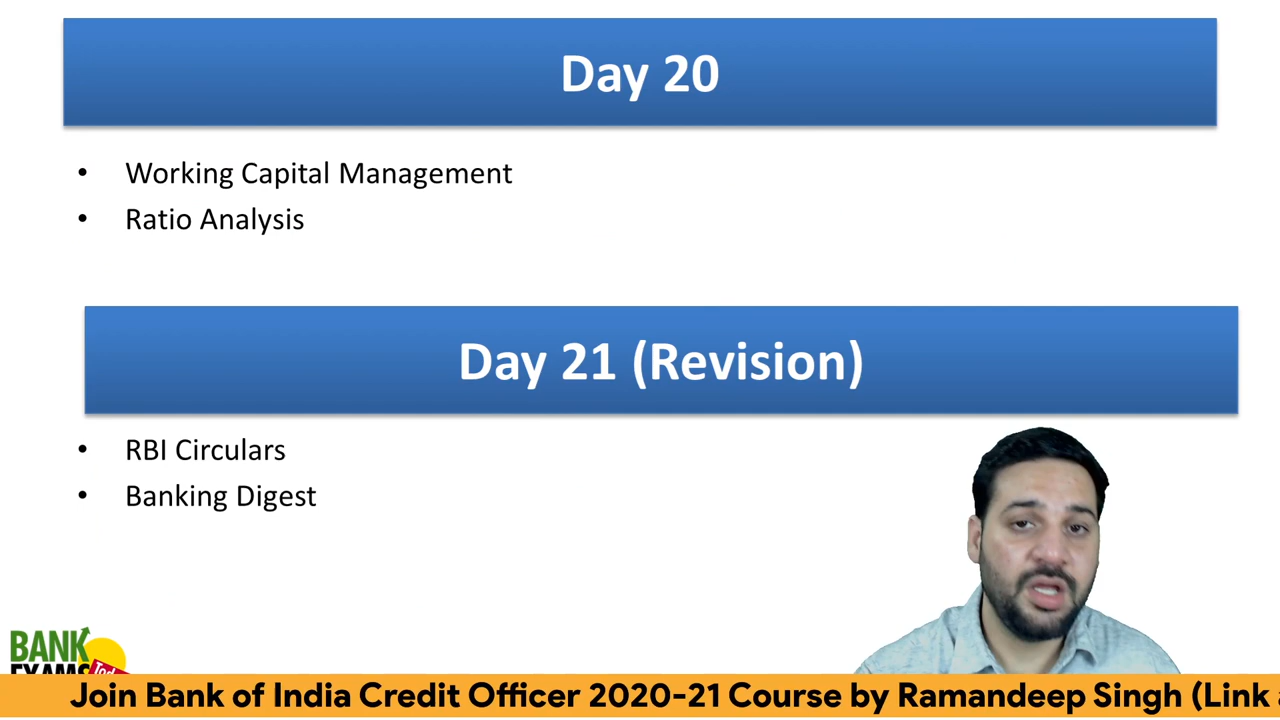 Day 20
• Working Capital Management
• Ratio Analysis
Day 21 (Revision)
• RBI Circulars
• Banking Digest
BANK
EXAMS
Join Bank of India Credit Officer 2020-21 Course by Ramandeep Singh (Link